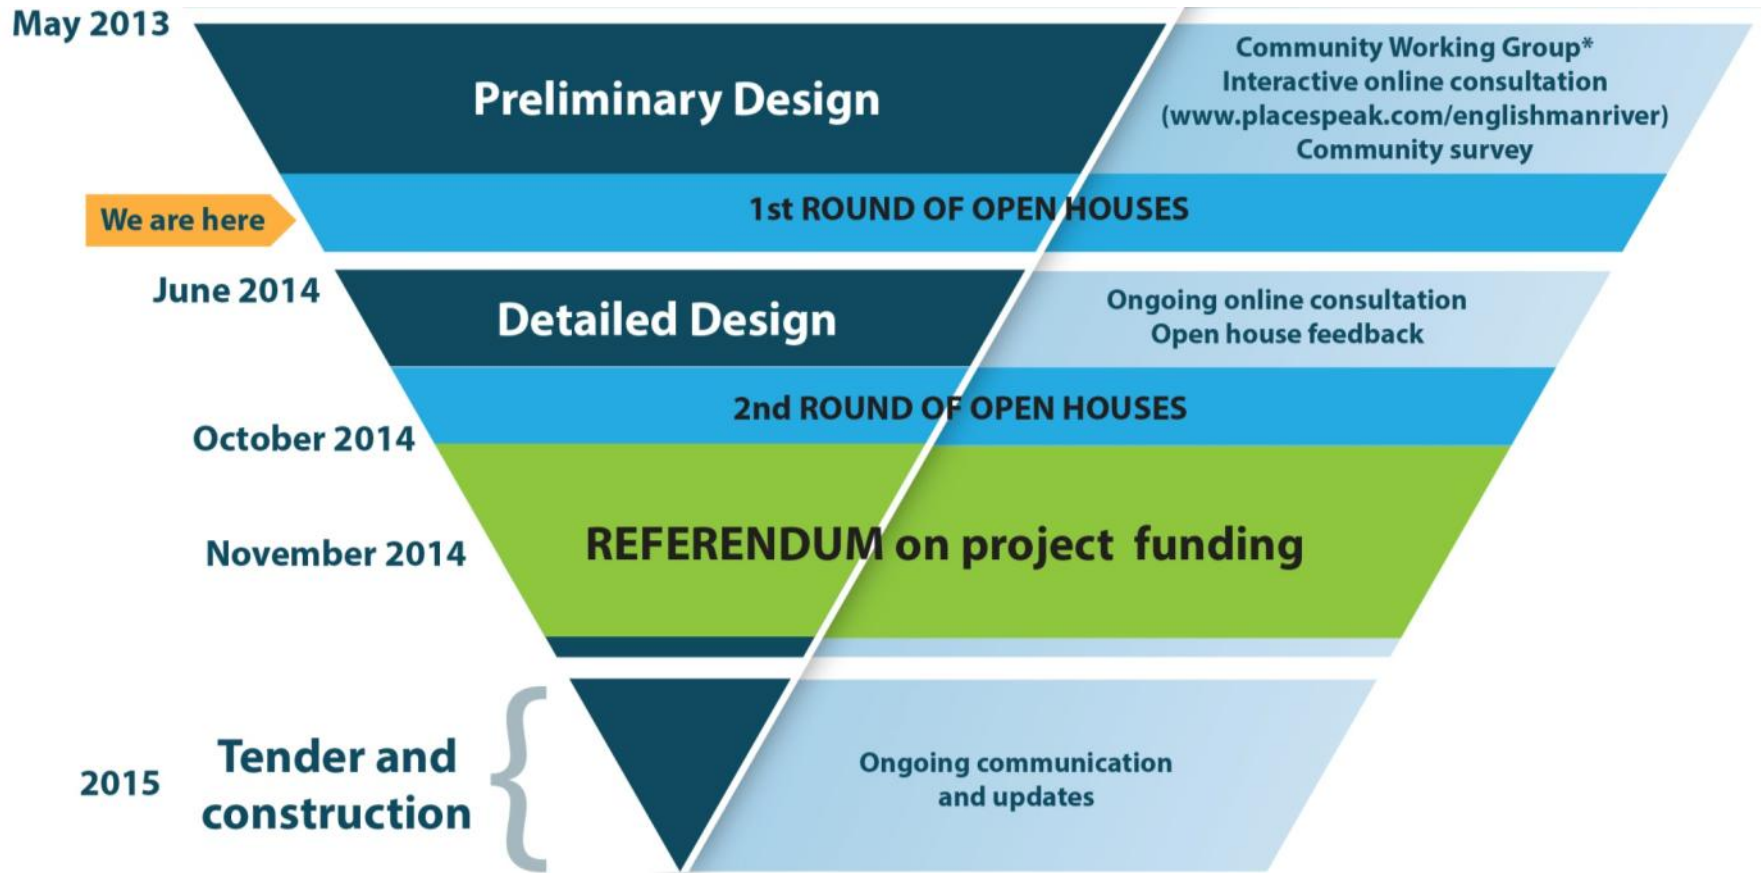 May 2013
Preliminary Design
Community Working Group*
Interactive online consultation
(www.placespeak.com/englishmanriver)
Community survey
We are here
1st ROUND OF OPEN HOUSES
June 2014
Detailed Design
Ongoing online consultation
Open house feedback
2nd ROUND OF OPEN HOUSES
October 2014
November 2014
REFERENDUM on project funding
2015
Tender and
construction
Ongoing communication
and updates